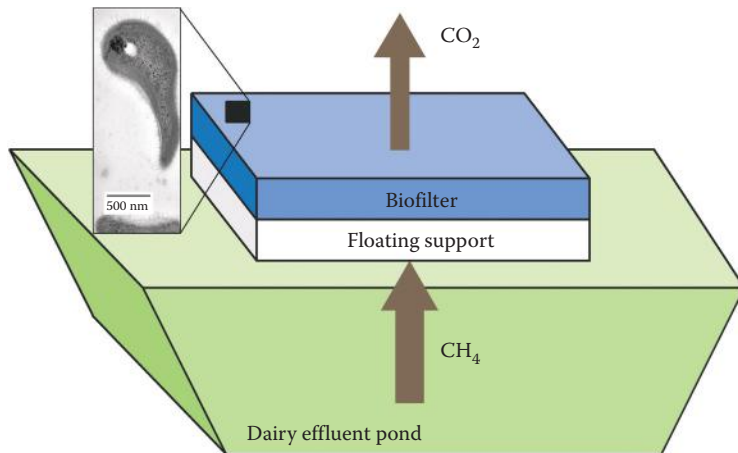 CO₂
500 nm
Biofilter
Floating support
CH₄
Dairy effluent pond